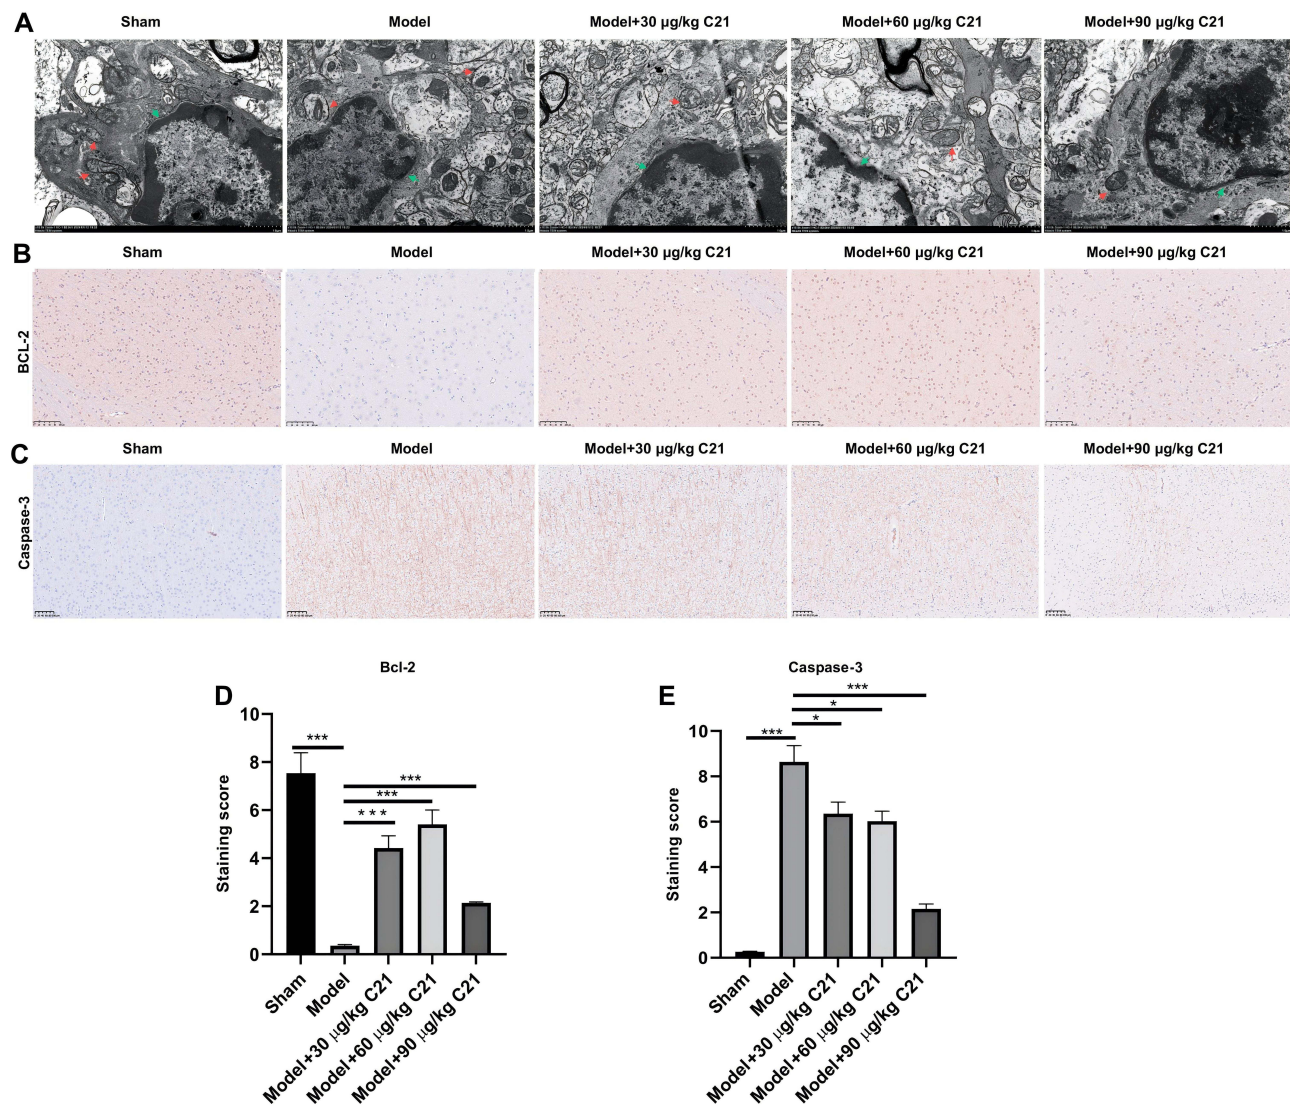 A
Sham Model Model+30 μg/kg C21 Model+60 μg/kg C21 Model+90 μg/kg C21
B
Sham Model Model+30 μg/kg C21 Model+60 μg/kg C21 Model+90 μg/kg C21
BCL-2
C
Sham Model Model+30 μg/kg C21 Model+60 μg/kg C21 Model+90 μg/kg C21
Caspase-3
Bcl-2
D
Staining score
10
8
6
4
2
0
***
***
***
* * *
Sham
Model
Model+30 μg/kg C21
Model+60 μg/kg C21
Model+90 μg/kg C21
Caspase-3
E
Staining score
10
8
6
4
2
0
***
*
*
***
Sham
Model
Model+30 μg/kg C21
Model+60 μg/kg C21
Model+90 μg/kg C21